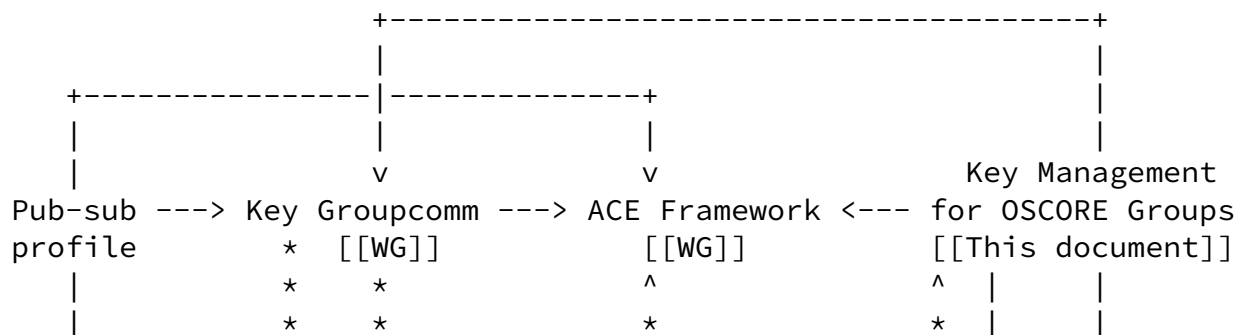 +---------------------------------------+
                    |                                       |
   +----------------|--------------+                        |
   |                |              |                        |
   |                v              v                 Key Management
Pub-sub ---> Key Groupcomm ---> ACE Framework <--- for OSCORE Groups
profile        *  [[WG]]           [[WG]]          [[This document]]
   |           *    *              ^               ^  |     |
   |           *    *              *               *  |     |